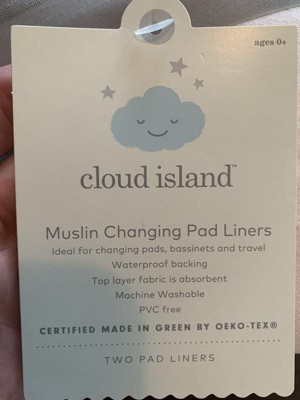 ages 0+
cloud island™
Muslin Changing Pad Liners
Ideal for changing pads, bassinets and travel
Waterproof backing
Top layer fabric is absorbent
Machine Washable
PVC free
CERTIFIED MADE IN GREEN BY OEKO-TEX®
TWO PAD LINERS